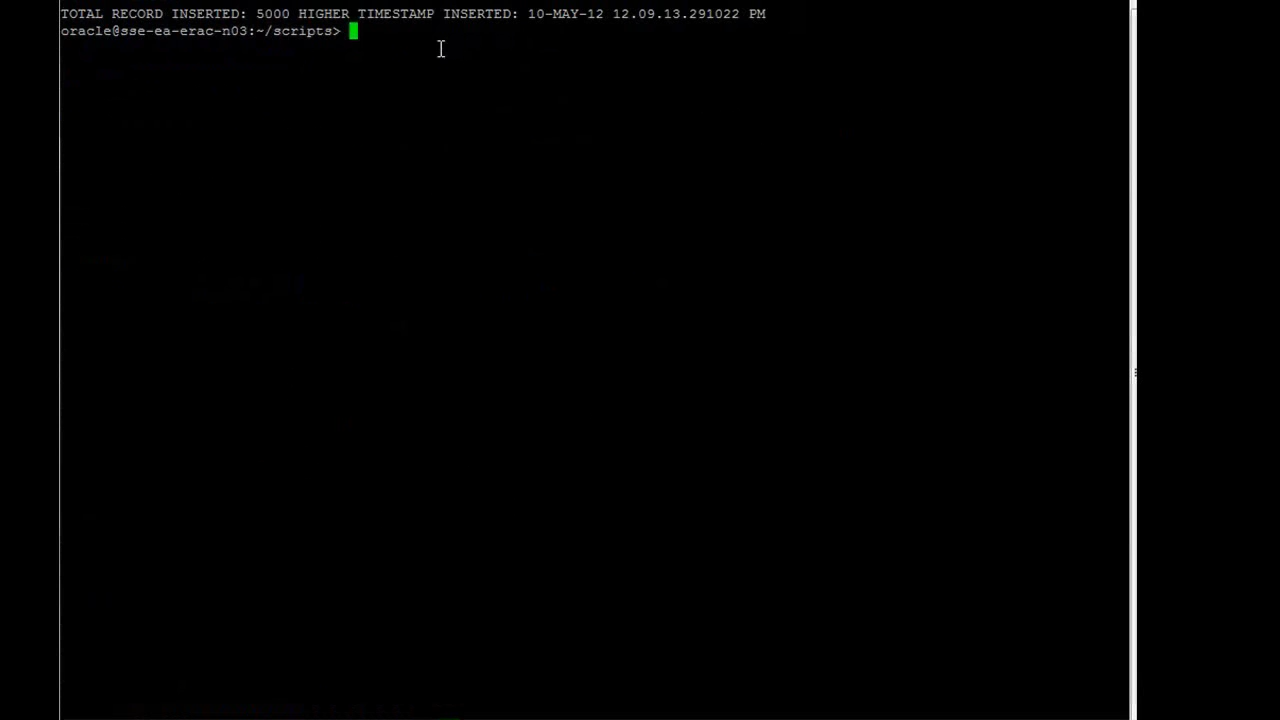 TOTAL RECORD INSERTED: 5000 HIGHER TIMESTAMP INSERTED: 10-MAY-12 12.09.13.291022 PM
oracle@sse-ea-erac-n03:~/scripts>